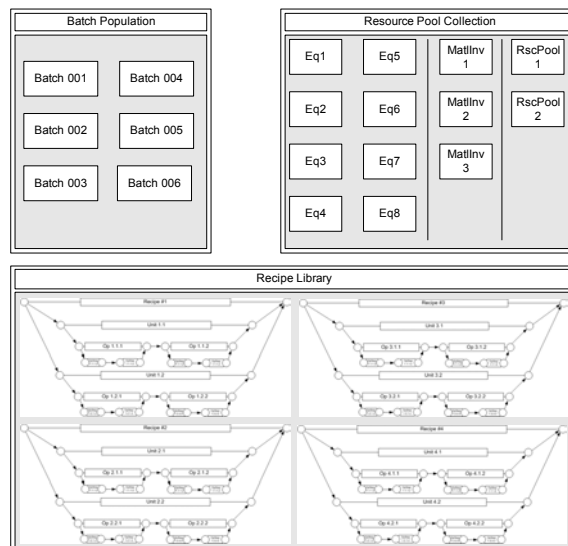 Batch Population
Batch 001
Batch 004
Batch 002
Batch 005
Batch 003
Batch 006
Resource Pool Collection
Eq1
Eq5
MatlInv
1
RscPool
1
Eq2
Eq6
MatlInv
2
RscPool
2
Eq3
Eq7
MatlInv
3
Eq4
Eq8
Recipe Library
Recipe #1
Unit 1.1
Op 1.1.1
Op 1.1.2
Unit 1.2
Op 1.2.1
Op 1.2.2
Recipe #3
Unit 3.1
Op 3.1.1
Op 3.1.2
Unit 3.2
Op 3.2.1
Op 3.2.2
Recipe #2
Unit 2.1
Op 2.1.1
Op 2.1.2
Unit 2.2
Op 2.2.1
Op 2.2.2
Recipe #4
Unit 4.1
Op 4.1.1
Op 4.1.2
Unit 4.2
Op 4.2.1
Op 4.2.2